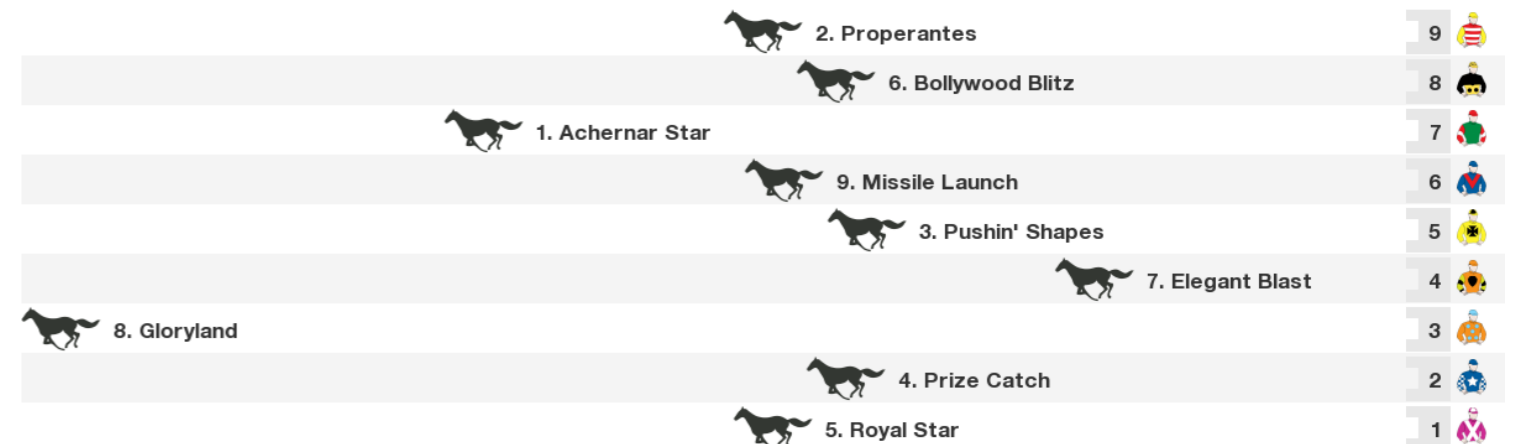 2. Properantes 9
6. Bollywood Blitz 8
1. Achernar Star 7
9. Missile Launch 6
3. Pushin' Shapes 5
7. Elegant Blast 4
8. Gloryland 3
4. Prize Catch 2
5. Royal Star 1